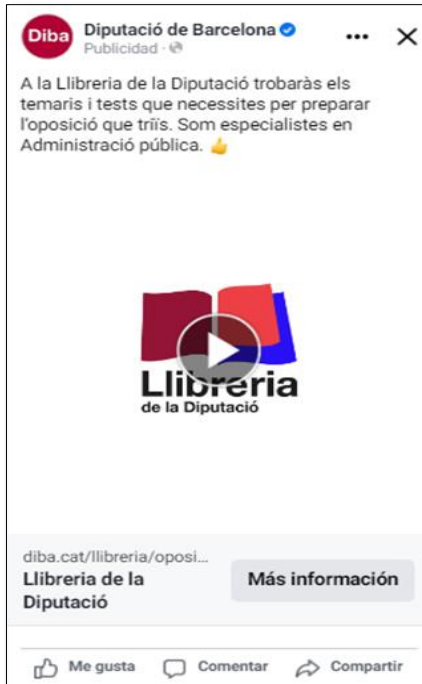 Diba
Diputació de Barcelona
Publicidad ·
A la Llibreria de la Diputació trobaràs els
temaris i tests que necessites per preparar
l'oposició que triïs. Som especialistes en
Administració pública. 👍
Llibreria
de la Diputació
diba.cat/llibreria/oposi...
Llibreria de la
Diputació
Más información
Me gusta
Comentar
Compartir